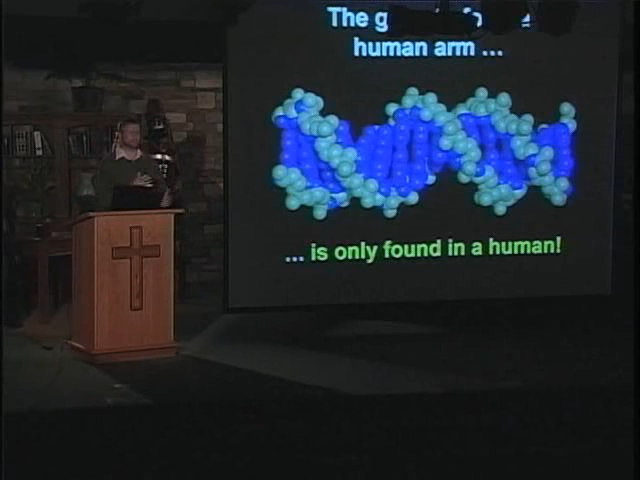 The
human arm ...
... is only found in a human!